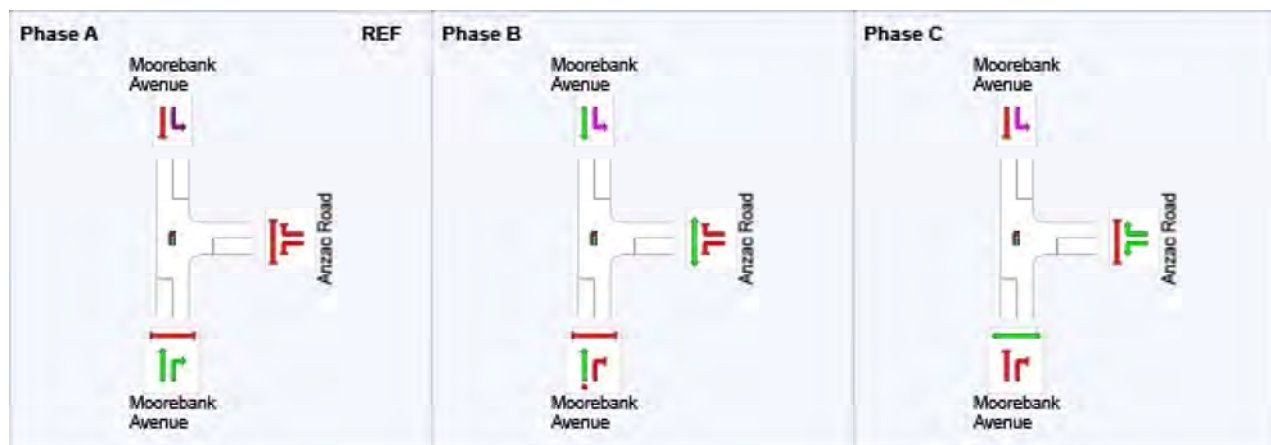 Phase A
REF
Moorebank
Avenue
Anzac Road
Moorebank
Avenue
Phase B
Moorebank
Avenue
Anzac Road
Moorebank
Avenue
Phase C
Moorebank
Avenue
Anzac Road
Moorebank
Avenue